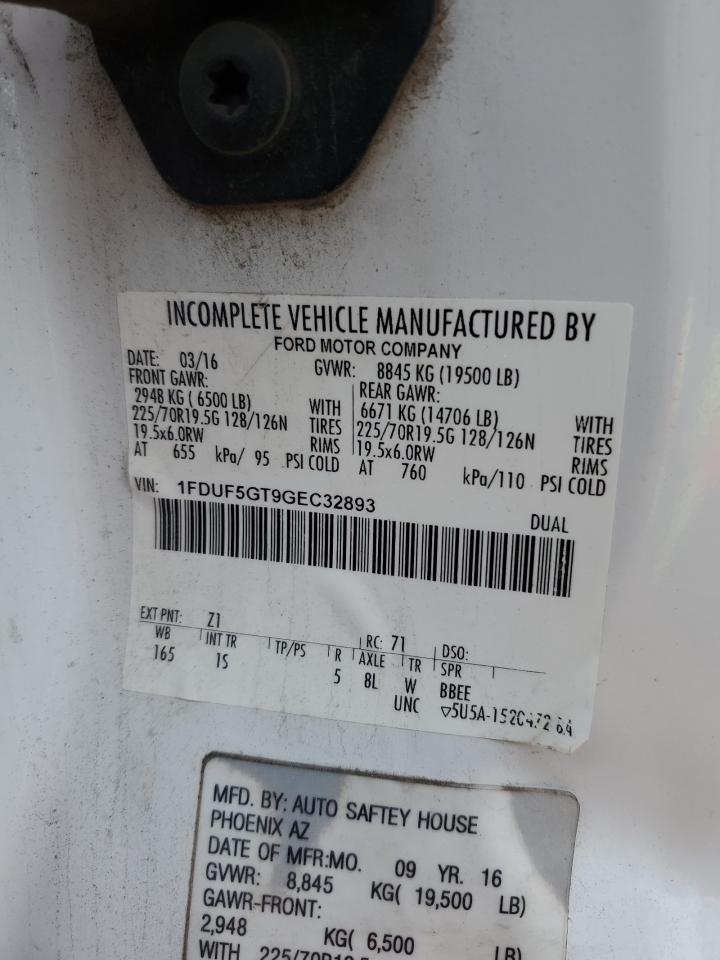 INCOMPLETE VEHICLE MANUFACTURED BY
FORD MOTOR COMPANY
DATE: 03/16 GVWR: 8845 KG (19500 LB)
FRONT GAWR: REAR GAWR:
2948 KG ( 6500 LB) WITH 6671 KG (14706 LB) WITH
225/70R19.5G 128/126N TIRES 225/70R19.5G 128/126N TIRES
19.5x6.0RW RIMS 19.5x6.0RW RIMS
AT 655 kPa/ 95 PSI COLD AT 760 kPa/110 PSI COLD
VIN: 1FDUF5GT9GEC32893
DUAL
EXT PNT: Z1 RC: 71 DSO:
WB INT TR TP/PS R AXLE TR SPR
165 1S 5 8L W BBEE
UNC
MFD. BY: AUTO SAFTEY HOUSE
PHOENIX AZ
DATE OF MFR:MO. 09 YR. 16
GVWR: 8,845 KG( 19,500 LB)
GAWR-FRONT:
2,948 KG( 6,500 LB)
WITH